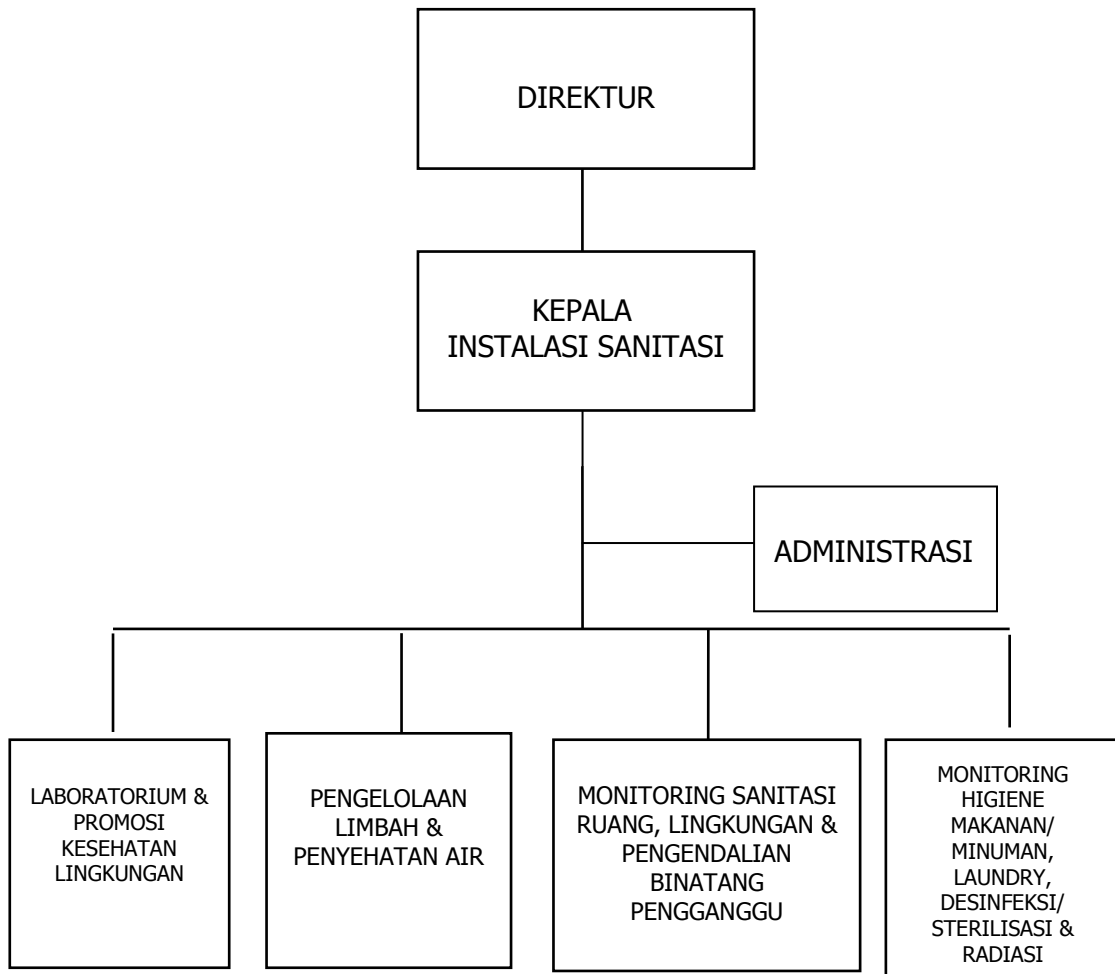 DIREKTUR
KEPALA
INSTALASI SANITASI
ADMINISTRASI
LABORATORIUM &
PROMOSI
KESEHATAN
LINGKUNGAN
PENGELOLAAN
LIMBAH &
PENYEHATAN AIR
MONITORING SANITASI
RUANG, LINGKUNGAN &
PENGENDALIAN
BINATANG
PENGGANGGU
MONITORING
HIGIENE
MAKANAN/
MINUMAN,
LAUNDRY,
DESINFEKSI/
STERILISASI &
RADIASI